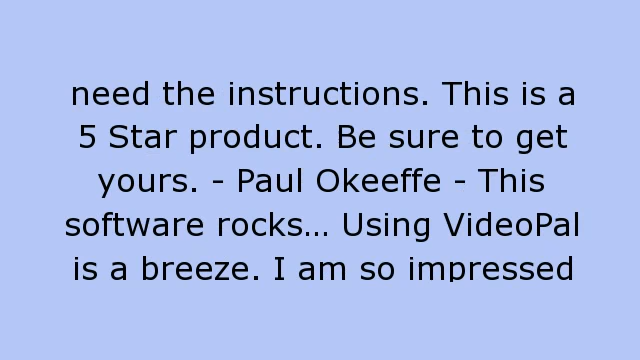 need the instructions. This is a
5 Star product. Be sure to get
yours. - Paul Okeeffe - This
software rocks... Using VideoPal
is a breeze. I am so impressed